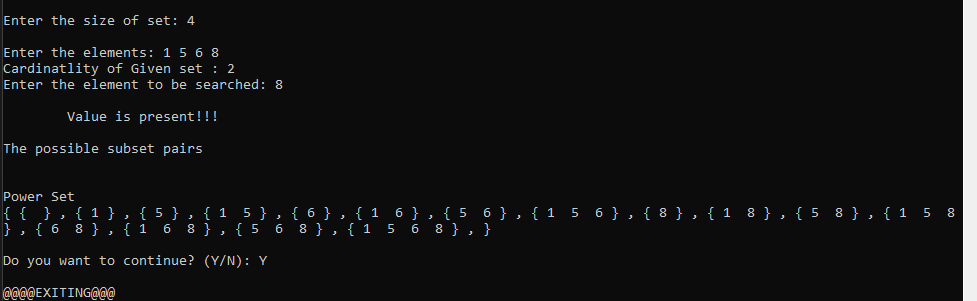 Enter the size of set: 4
Enter the elements: 1 5 6 8
Cardinatlity of Given set : 2
Enter the element to be searched: 8
Value is present!!!
The possible subset pairs
Power Set
{ {  } , { 1 } , { 5 } , { 1  5 } , { 6 } , { 1  6 } , { 5  6 } , { 1  5  6 } , { 8 } , { 1  8 } , { 5  8 } , { 1  5  8
} , { 6  8 } , { 1  6  8 } , { 5  6  8 } , { 1  5  6  8 } , }
Do you want to continue? (Y/N): Y
@@@@EXITING@@@